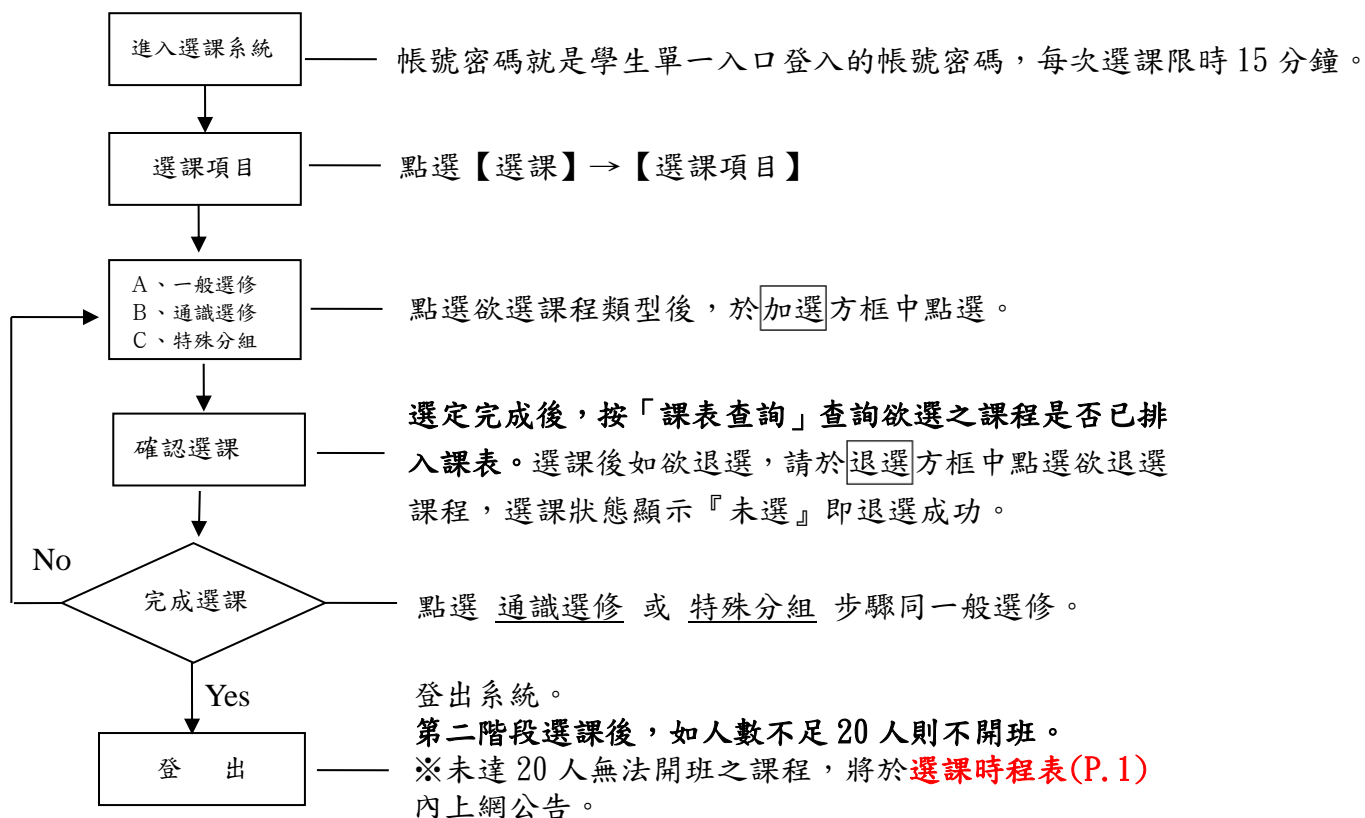 進入選課系統
帳號密碼就是學生單一入口登入的帳號密碼，每次選課限時 15 分鐘。
選課項目
點選【選課】→【選課項目】
A、一般選修
B、通識選修
C、特殊分組
點選欲選課程類型後，於加選方框中點選。
確認選課
選定完成後，按「課表查詢」查詢欲選之課程是否已排
入課表。選課後如欲退選，請於退選方框中點選欲退選
課程，選課狀態顯示『未選』即退選成功。
No
完成選課
點選 通識選修 或 特殊分組 步驟同一般選修。
Yes
登 出
登出系統。
第二階段選課後，如人數不足 20 人則不開班。
※未達 20 人無法開班之課程，將於選課時程表(P.1)
內上網公告。